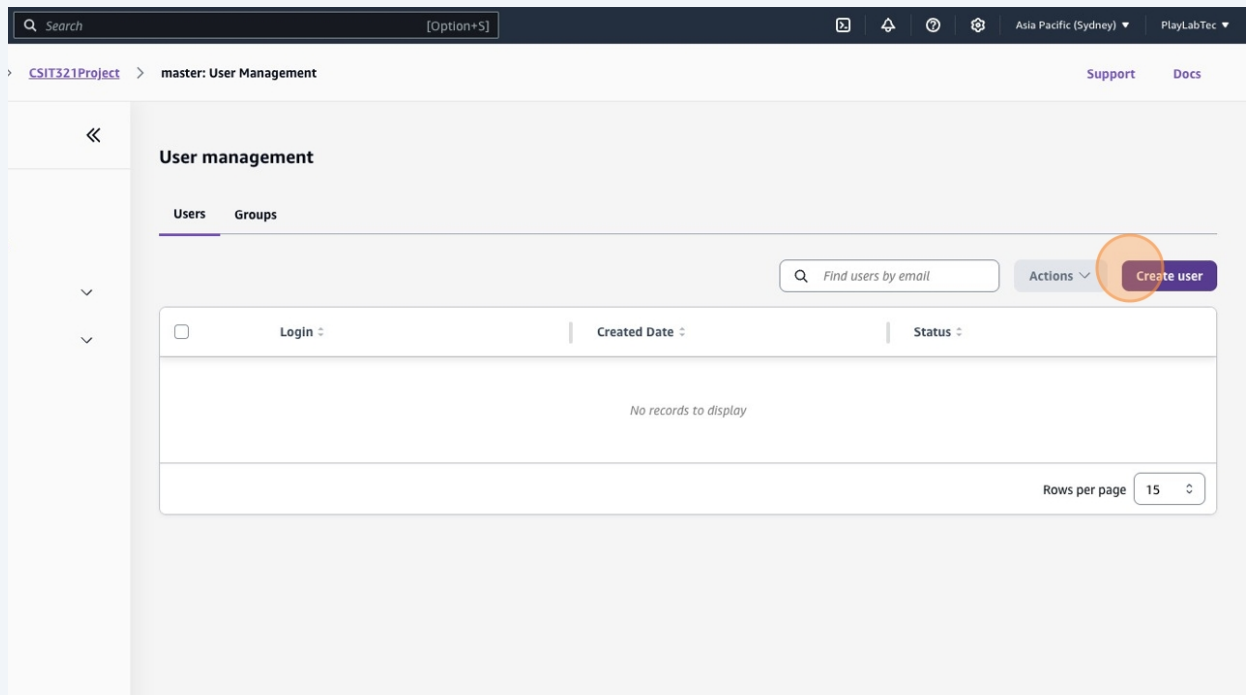 Search [Option+S] Asia Pacific (Sydney) PlayLabTec
CSIT321Project master: User Management Support Docs
User management
Users Groups
Find users by email Actions Create user
Login Created Date Status
No records to display
Rows per page 15